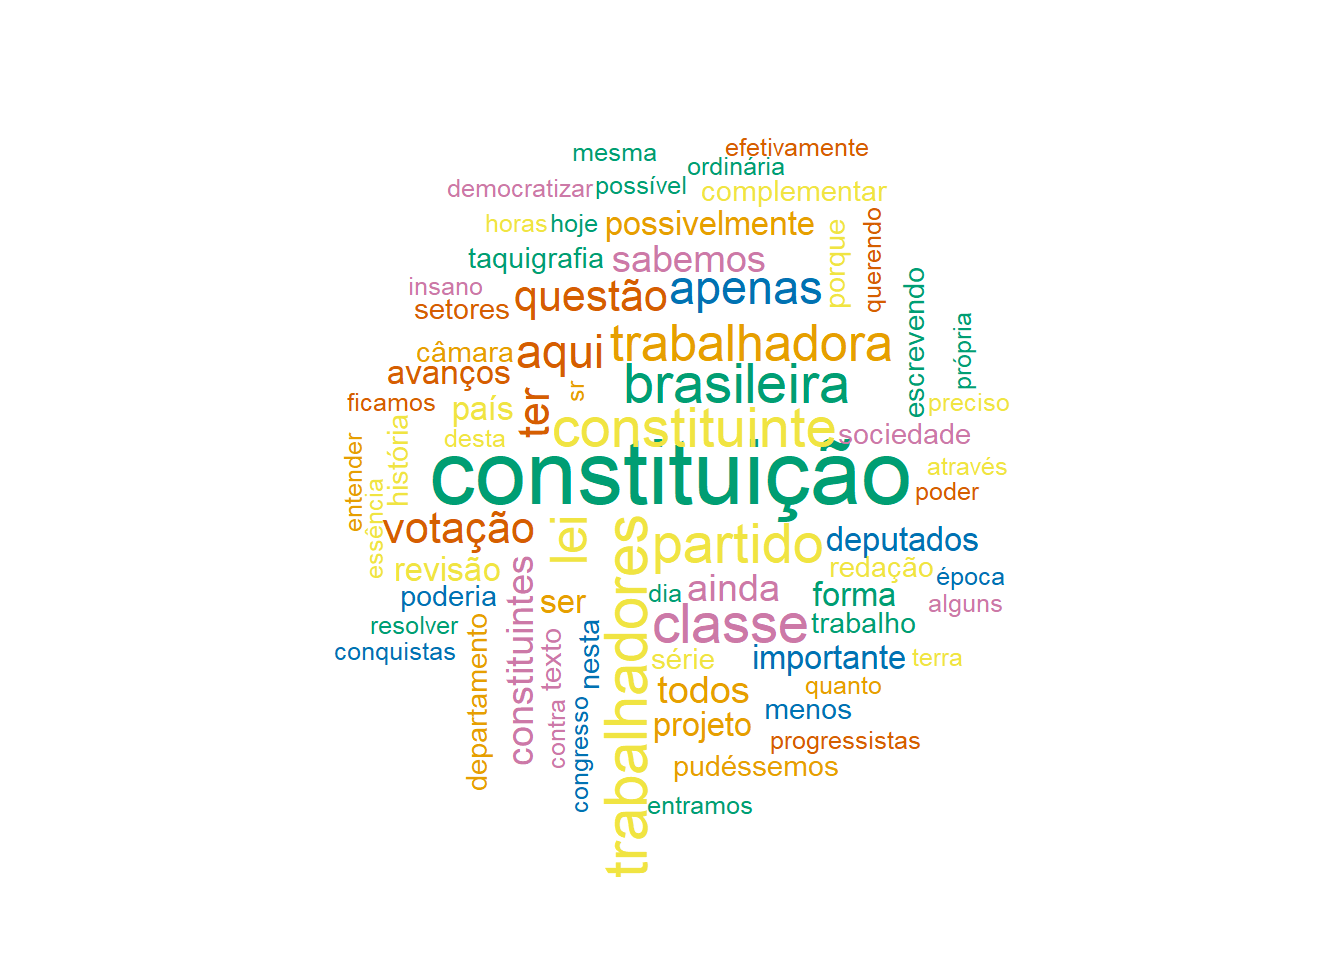 efetivamente
mesma
ordinária
democratizar
possível
complementar
horas
hoje
possivelmente
porque
querendo
taquigrafia
sabemos
insano
setores
questão
apenas
escrevendo
própria
câmara
aqui
trabalhadora
avanços
ter
sr
brasileira
ficamos
país
preciso
história
desta
constituinte
sociedade
entender
essência
constituição
através
poder
votação
lei
trabalhadores
partido
deputados
revisão
redação
época
poderia
constituintes
ser
dia
ainda
forma
alguns
resolver
departamento
texto
nesta
classe
trabalho
conquistas
série
importante
terra
contra
congresso
todos
quanto
projeto
menos
progressistas
pudéssemos
entramos